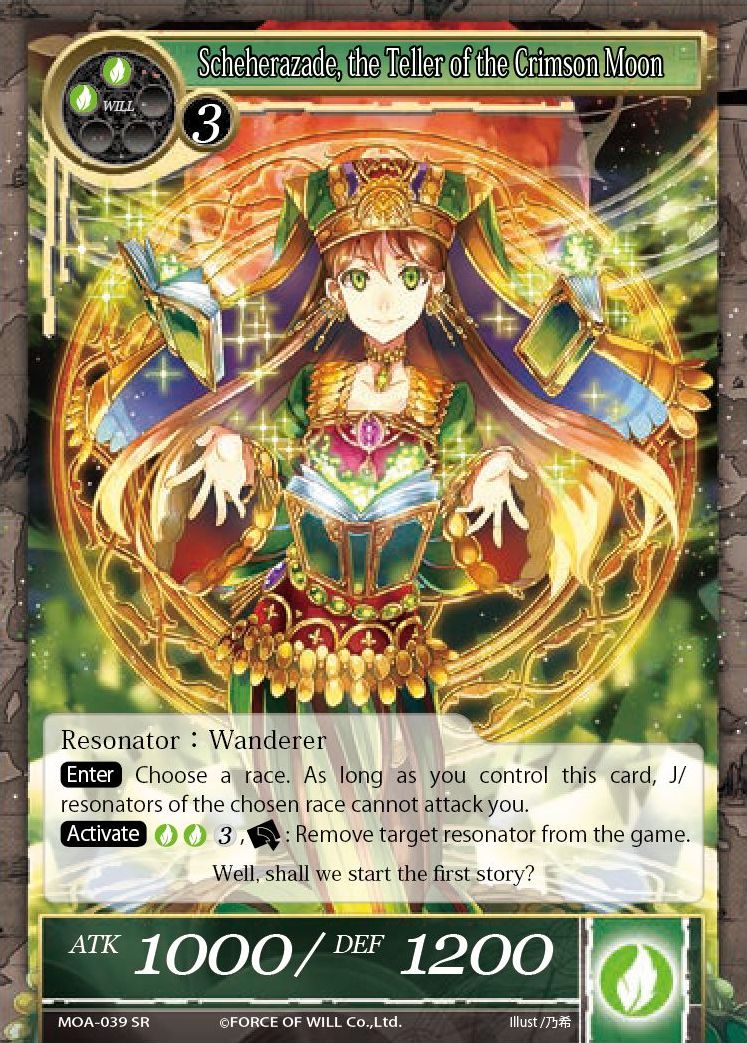 Scheherazade, the Teller of the Crimson Moon
WILL
3
Resonator : Wanderer
Enter Choose a race. As long as you control this card, J/
resonators of the chosen race cannot attack you.
Activate 3 , : Remove target resonator from the game.
Well, shall we start the first story?
ATK 1000/ DEF 1200
MOA-039 SR ©FORCE OF WILL Co.,Ltd. Illust /乃希